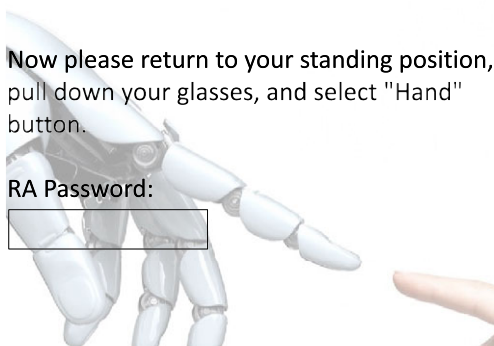 Now please return to your standing position,
pull down your glasses, and select "Hand"
button.
RA Password: